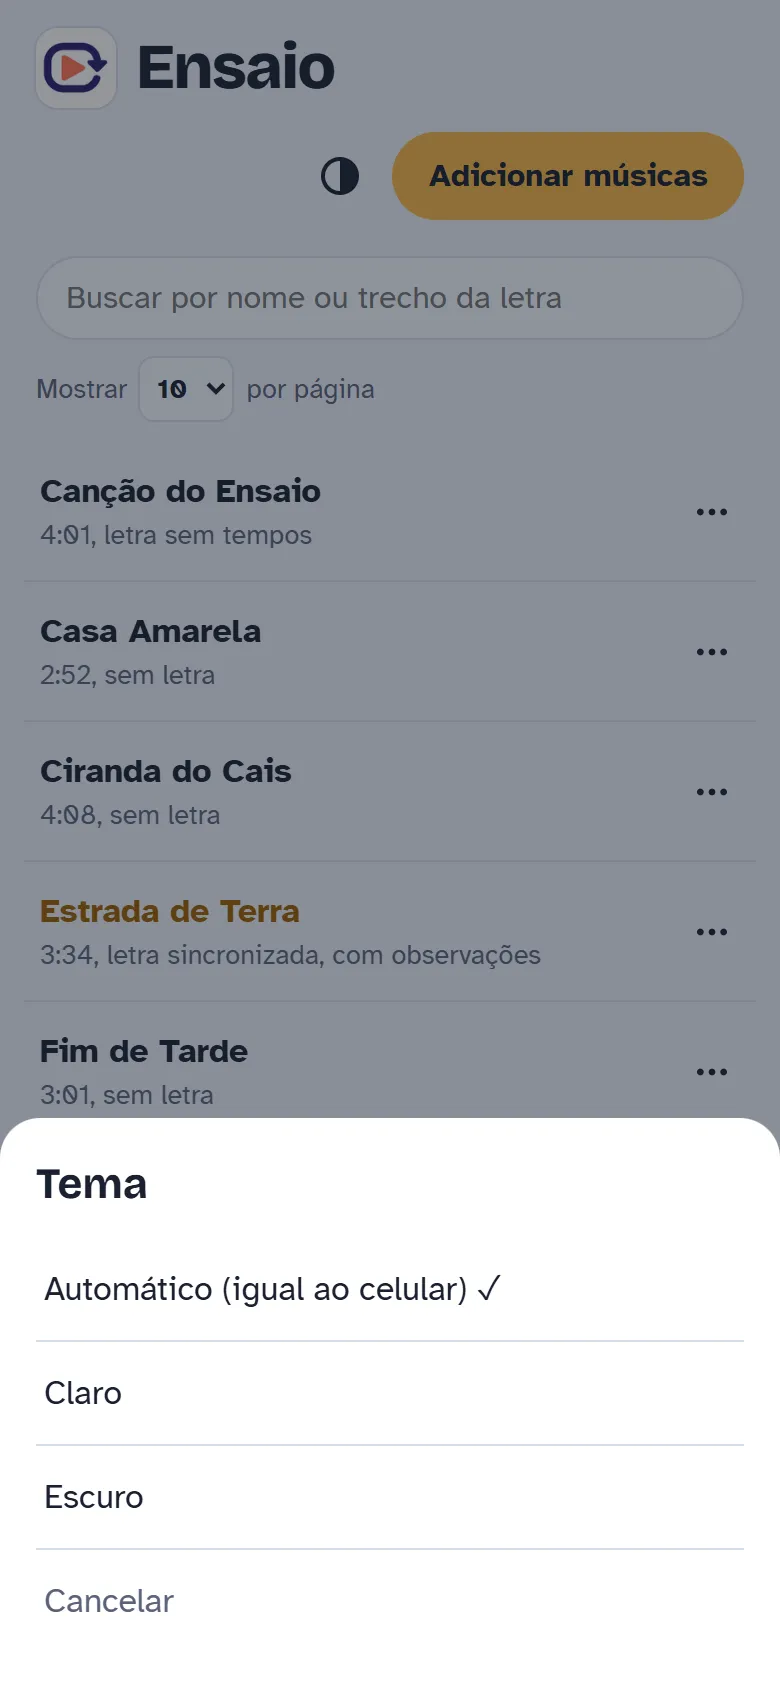 Ensaio
Adicionar músicas
Buscar por nome ou trecho da letra
Mostrar 10 por página
Canção do Ensaio
4:01, letra sem tempos
Casa Amarela
2:52, sem letra
Ciranda do Cais
4:08, sem letra
Estrada de Terra
3:34, letra sincronizada, com observações
Fim de Tarde
3:01, sem letra
Tema
Automático (igual ao celular) ✓
Claro
Escuro
Cancelar